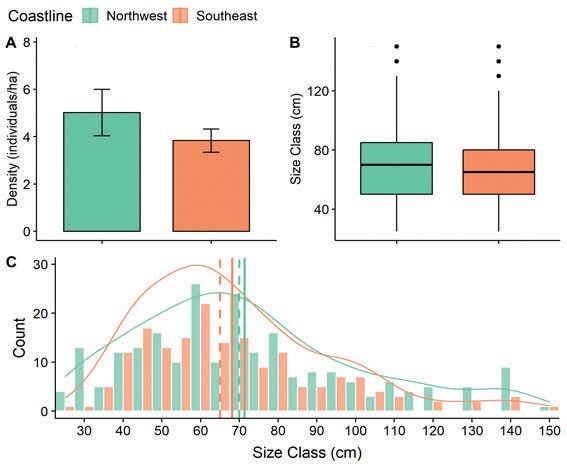 Coastline Northwest Southeast
A
B
Density (individuals/ha)
8
6
4
2
0
Size Class (cm)
120
80
40
C
Count
30
20
10
0
30 40 50 60 70 80 90 100 110 120 130 140 150
Size Class (cm)